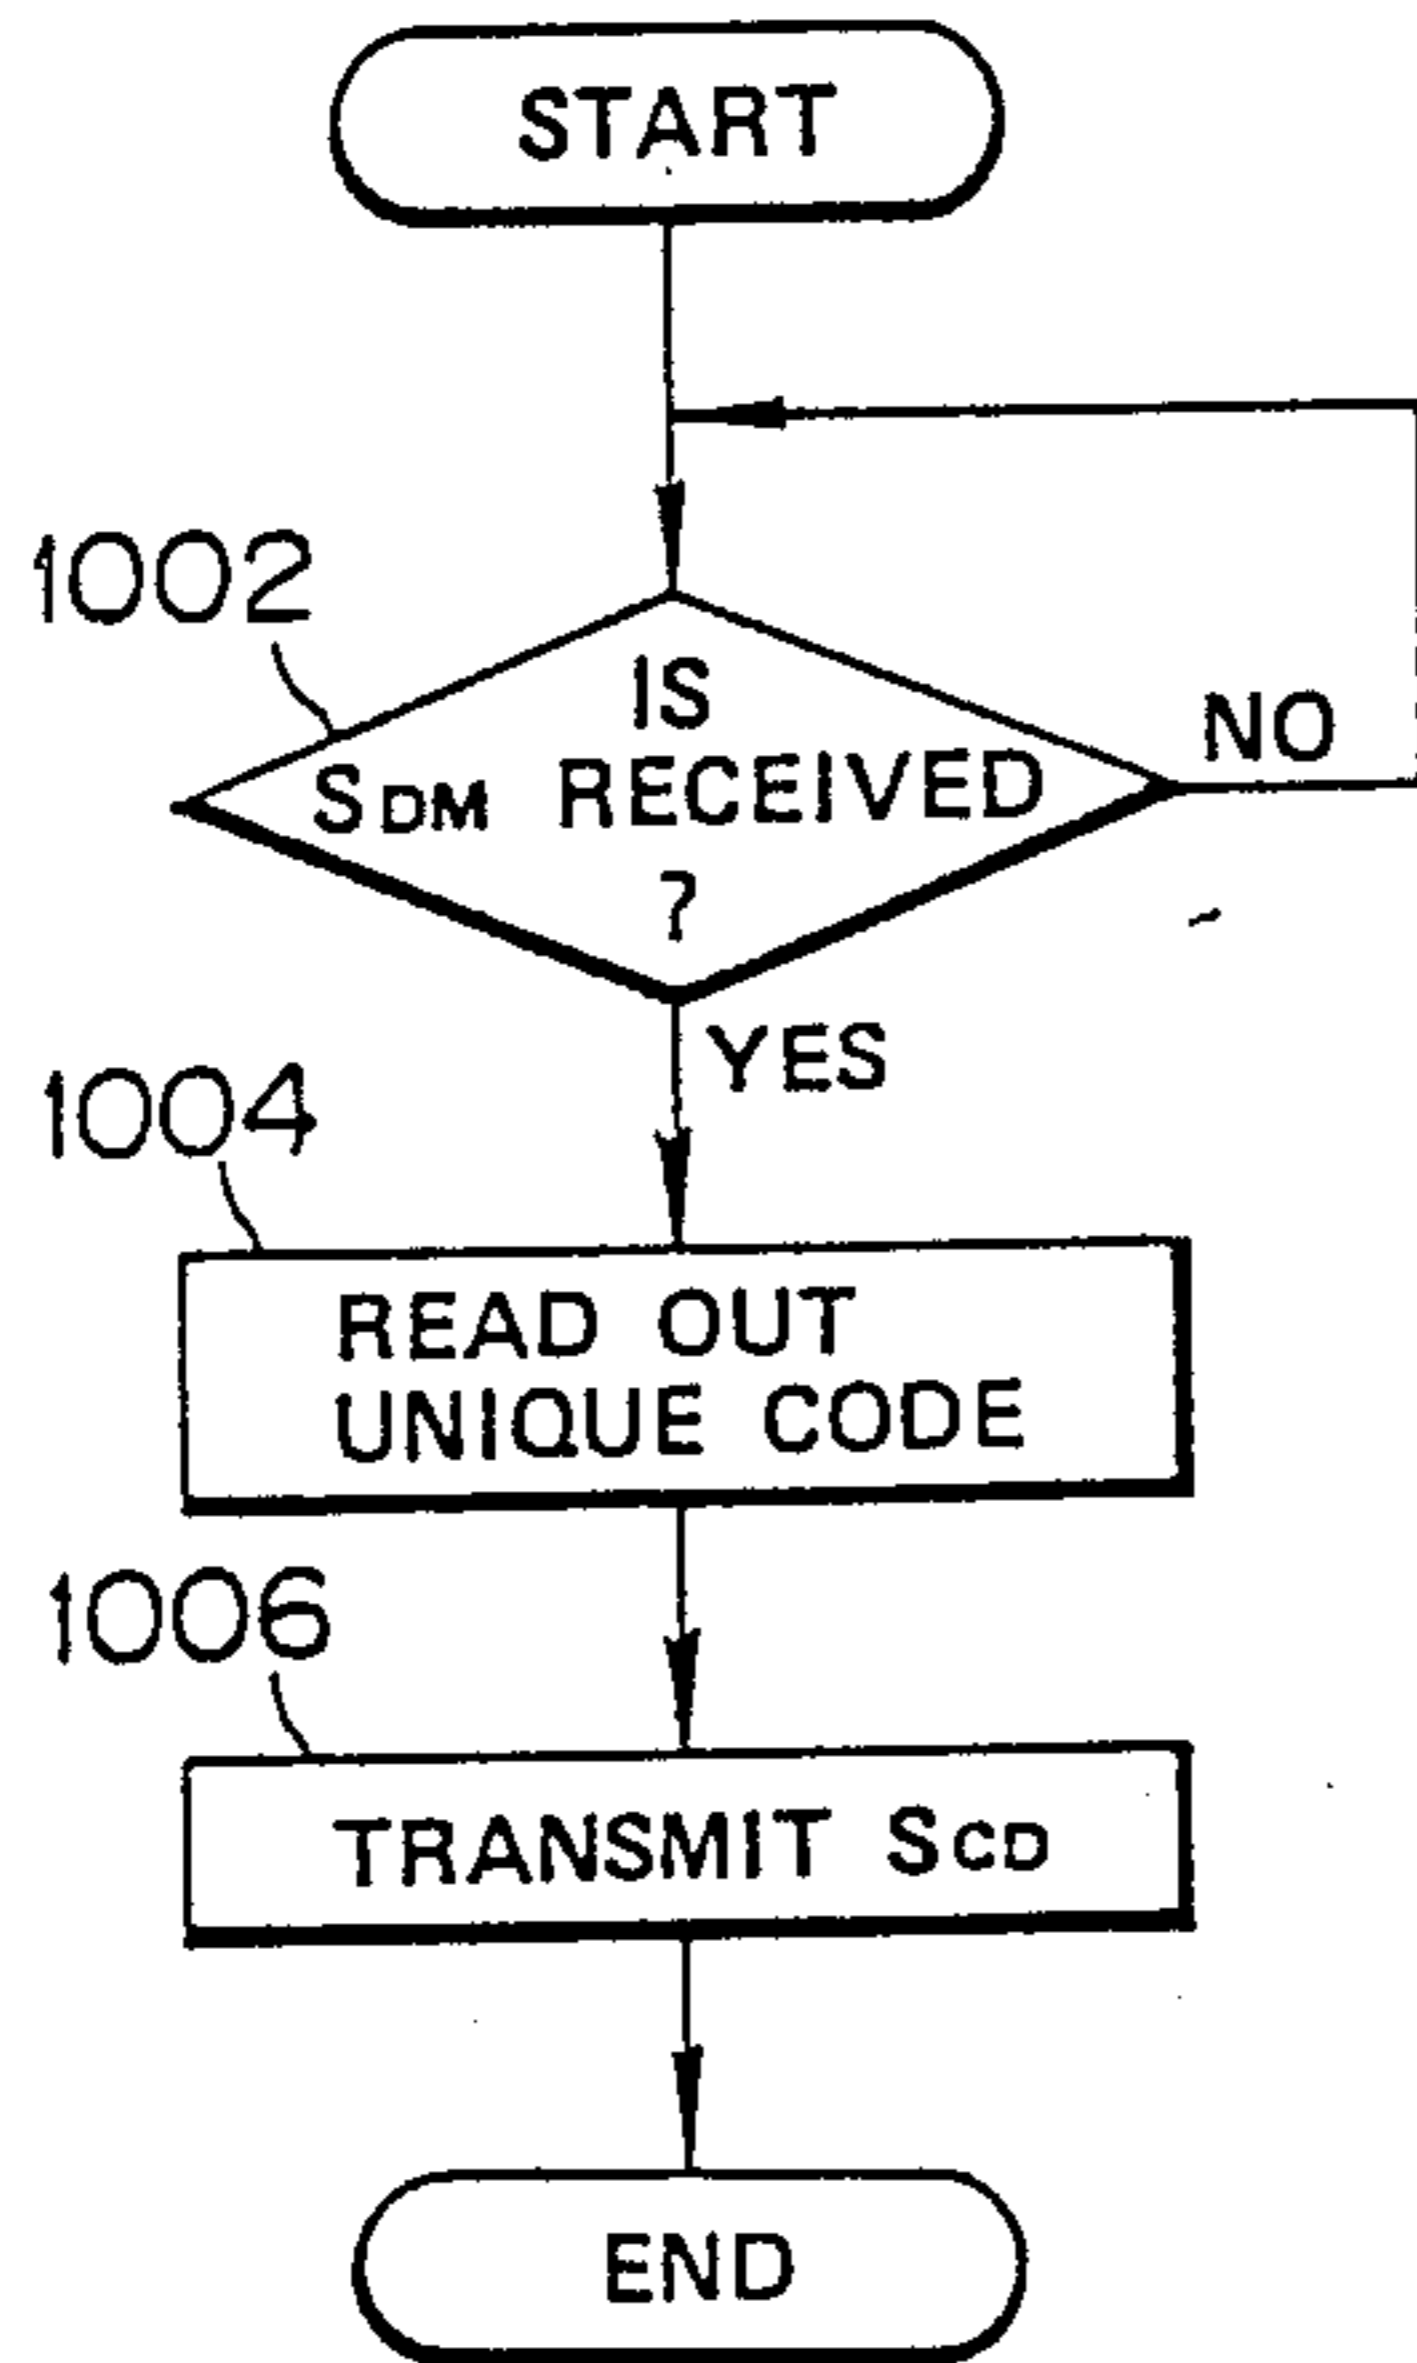 START
1002
IS
SDM RECEIVED
?
NO
YES
1004
READ OUT
UNIQUE CODE
1006
TRANSMIT SCD
END